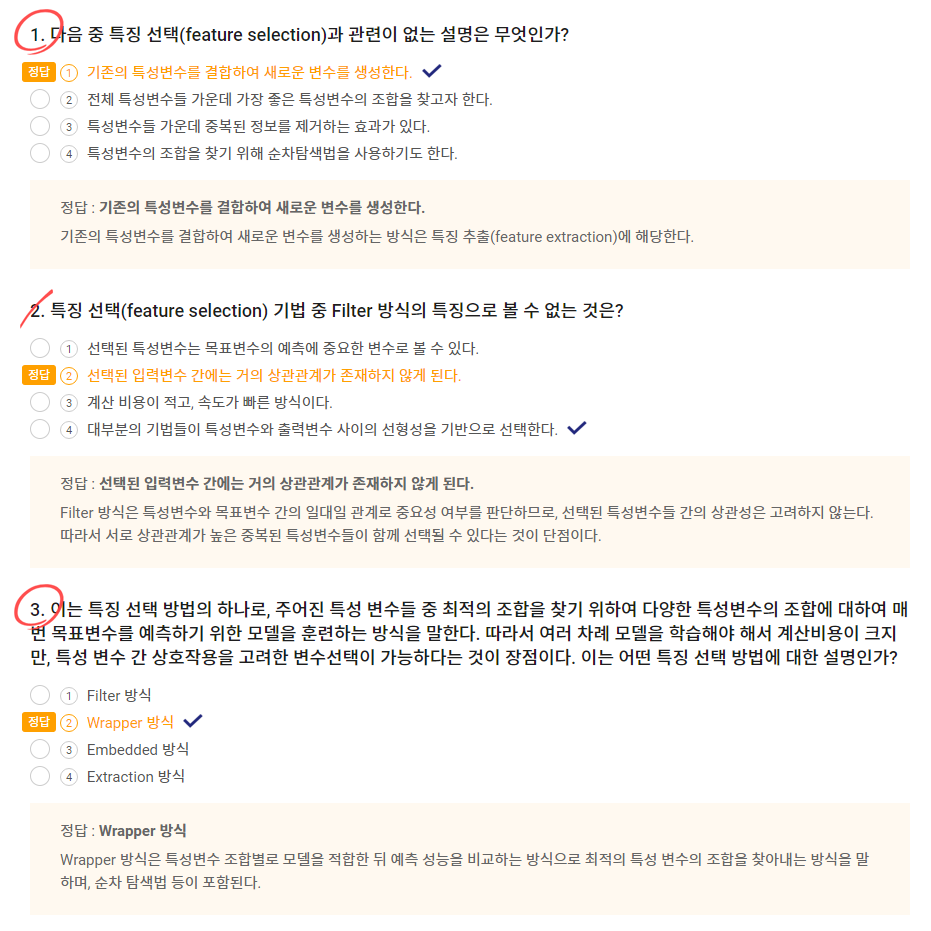 1. 다음 중 특징 선택(feature selection)과 관련이 없는 설명은 무엇인가?
정답 ① 기존의 특성변수를 결합하여 새로운 변수를 생성한다.
② 전체 특성변수들 가운데 가장 좋은 특성변수의 조합을 찾고자 한다.
③ 특성변수들 가운데 중복된 정보를 제거하는 효과가 있다.
④ 특성변수의 조합을 찾기 위해 순차탐색법을 사용하기도 한다.
정답 : 기존의 특성변수를 결합하여 새로운 변수를 생성한다.
기존의 특성변수를 결합하여 새로운 변수를 생성하는 방식은 특징 추출(feature extraction)에 해당한다.
2. 특징 선택(feature selection) 기법 중 Filter 방식의 특징으로 볼 수 없는 것은?
① 선택된 특성변수는 목표변수의 예측에 중요한 변수로 볼 수 있다.
정답 ② 선택된 입력변수 간에는 거의 상관관계가 존재하지 않게 된다.
③ 계산 비용이 적고, 속도가 빠른 방식이다.
④ 대부분의 기법들이 특성변수와 출력변수 사이의 선형성을 기반으로 선택한다.
정답 : 선택된 입력변수 간에는 거의 상관관계가 존재하지 않게 된다.
Filter 방식은 특성변수와 목표변수 간의 일대일 관계로 중요성 여부를 판단하므로, 선택된 특성변수들 간의 상관성은 고려하지 않는다.
따라서 서로 상관관계가 높은 중복된 특성변수들이 함께 선택될 수 있다는 것이 단점이다.
3. 이는 특징 선택 방법의 하나로, 주어진 특성 변수들 중 최적의 조합을 찾기 위하여 다양한 특성변수의 조합에 대하여 매
번 목표변수를 예측하기 위한 모델을 훈련하는 방식을 말한다. 따라서 여러 차례 모델을 학습해야 해서 계산비용이 크지
만, 특성 변수 간 상호작용을 고려한 변수선택이 가능하다는 것이 장점이다. 이는 어떤 특징 선택 방법에 대한 설명인가?
① Filter 방식
정답 ② Wrapper 방식
③ Embedded 방식
④ Extraction 방식
정답 : Wrapper 방식
Wrapper 방식은 특성변수 조합별로 모델을 적합한 뒤 예측 성능을 비교하는 방식으로 최적의 특성 변수의 조합을 찾아내는 방식을 말
하며, 순차 탐색법 등이 포함된다.